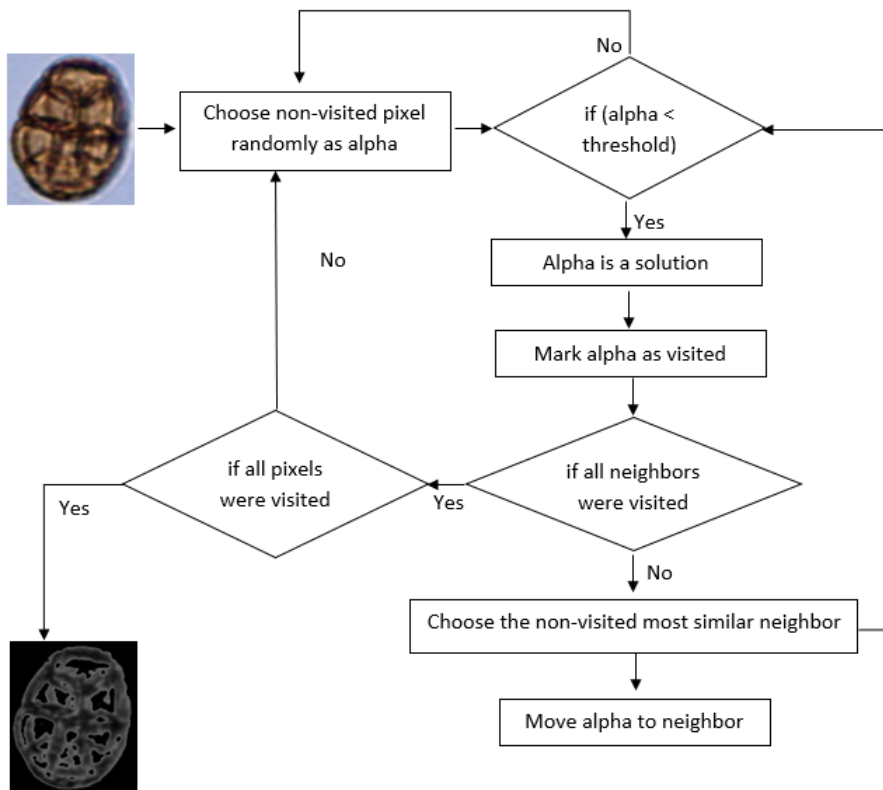 No
Choose non-visited pixel
randomly as alpha
if (alpha <
threshold)
Yes
No
Alpha is a solution
Mark alpha as visited
if all pixels
were visited
if all neighbors
were visited
Yes
Yes
No
Choose the non-visited most similar neighbor
Move alpha to neighbor